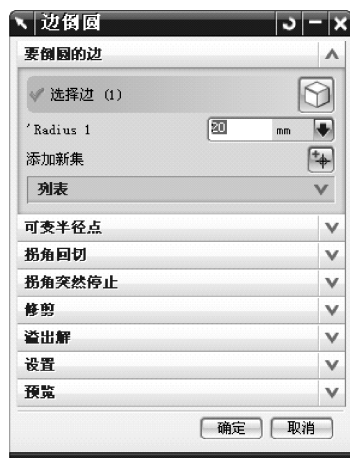 边倒圆
要倒圆的边
选择边 (1)
'Radius 1 20 mm
添加新集
列表
可变半径点
拐角回切
拐角突然停止
修剪
溢出解
设置
预览
确定 取消